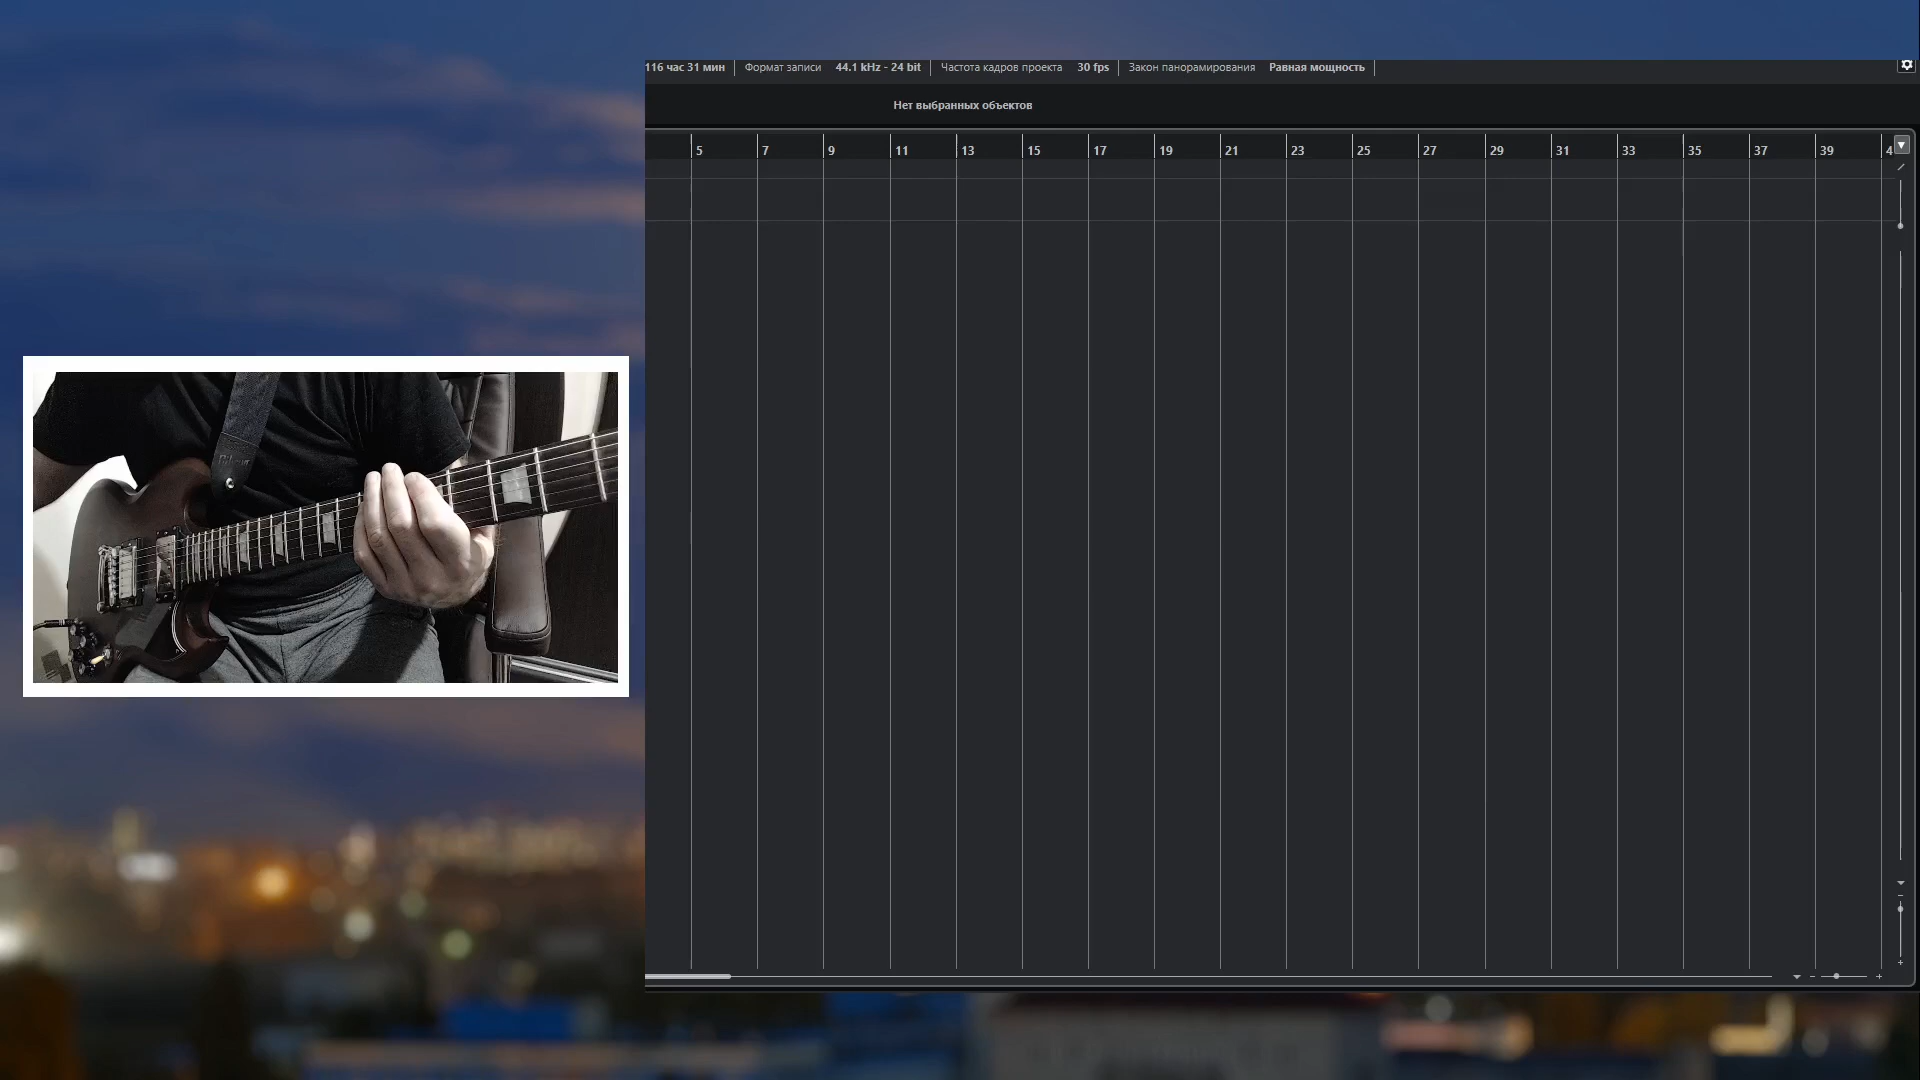 116 час 31 мин Формат записи 44.1 kHz - 24 bit Частота кадров проекта 30 fps Закон панорамирования Равная мощность
Нет выбранных объектов
5 7 9 11 13 15 17 19 21 23 25 27 29 31 33 35 37 39 4